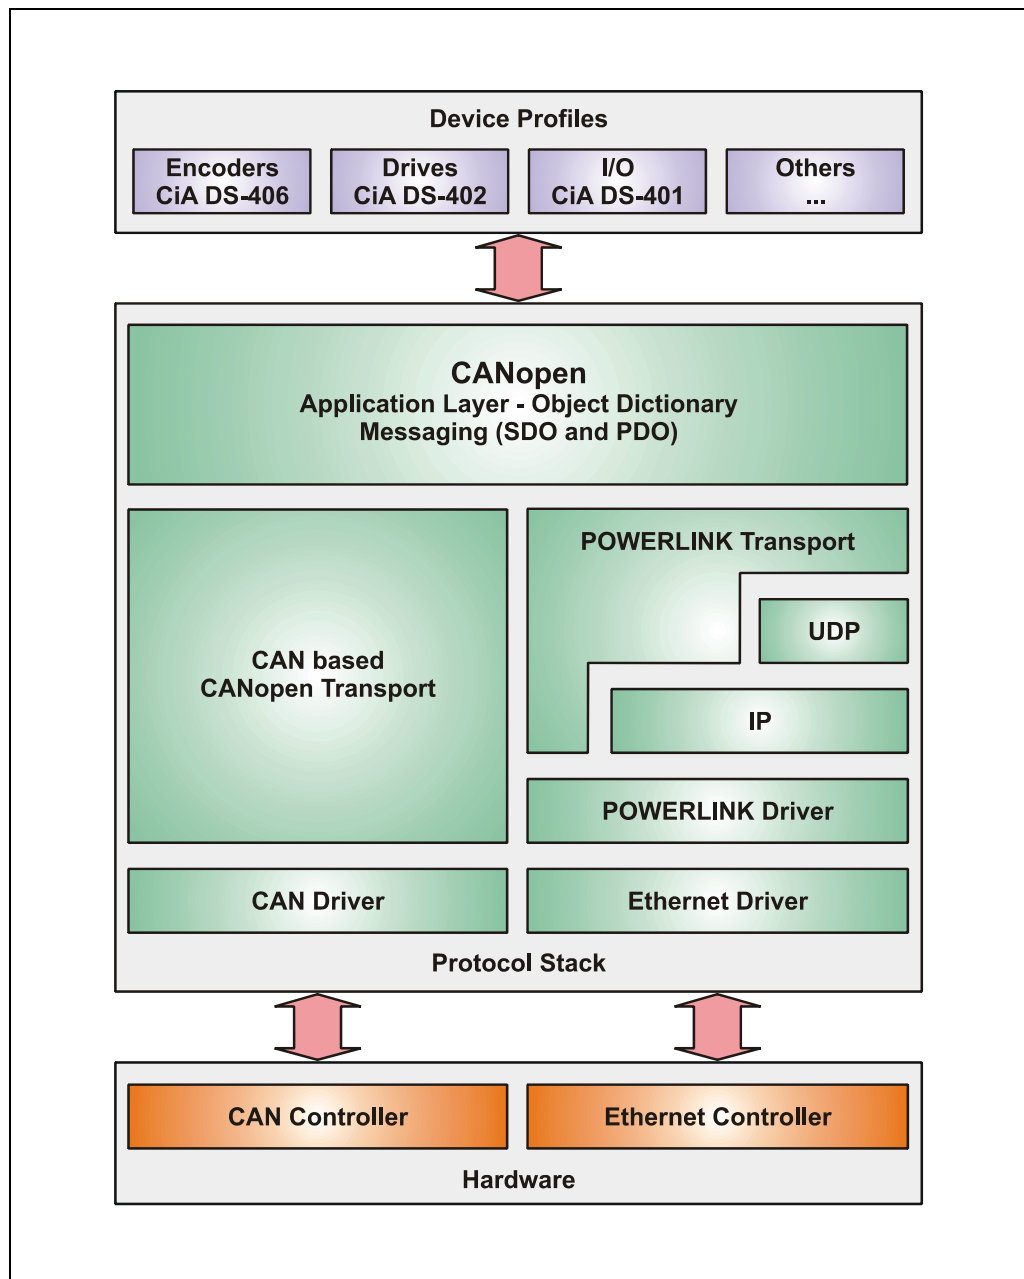 Device Profiles
Encoders
CiA DS-406
Drives
CiA DS-402
I/O
CiA DS-401
Others
...
CANopen
Application Layer - Object Dictionary
Messaging (SDO and PDO)
CAN based
CANopen Transport
POWERLINK Transport
UDP
IP
POWERLINK Driver
CAN Driver
Ethernet Driver
Protocol Stack
CAN Controller
Ethernet Controller
Hardware